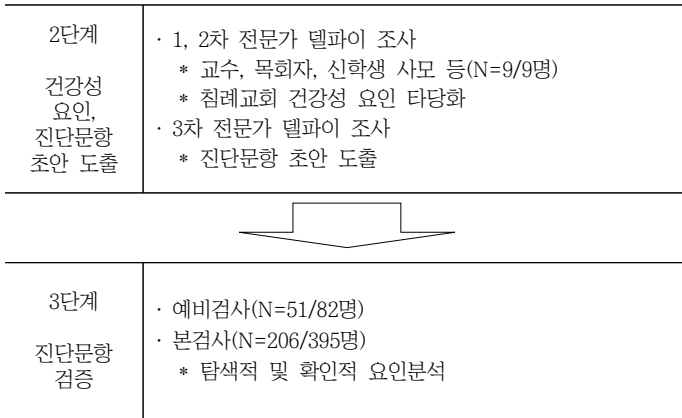 2단계
건강성
요인,
진단문항
초안 도출
· 1, 2차 전문가 델파이 조사
* 교수, 목회자, 신학생 사모 등(N=9/9명)
* 침례교회 건강성 요인 타당화
· 3차 전문가 델파이 조사
* 진단문항 초안 도출
3단계
진단문항
검증
· 예비검사(N=51/82명)
· 본검사(N=206/395명)
* 탐색적 및 확인적 요인분석